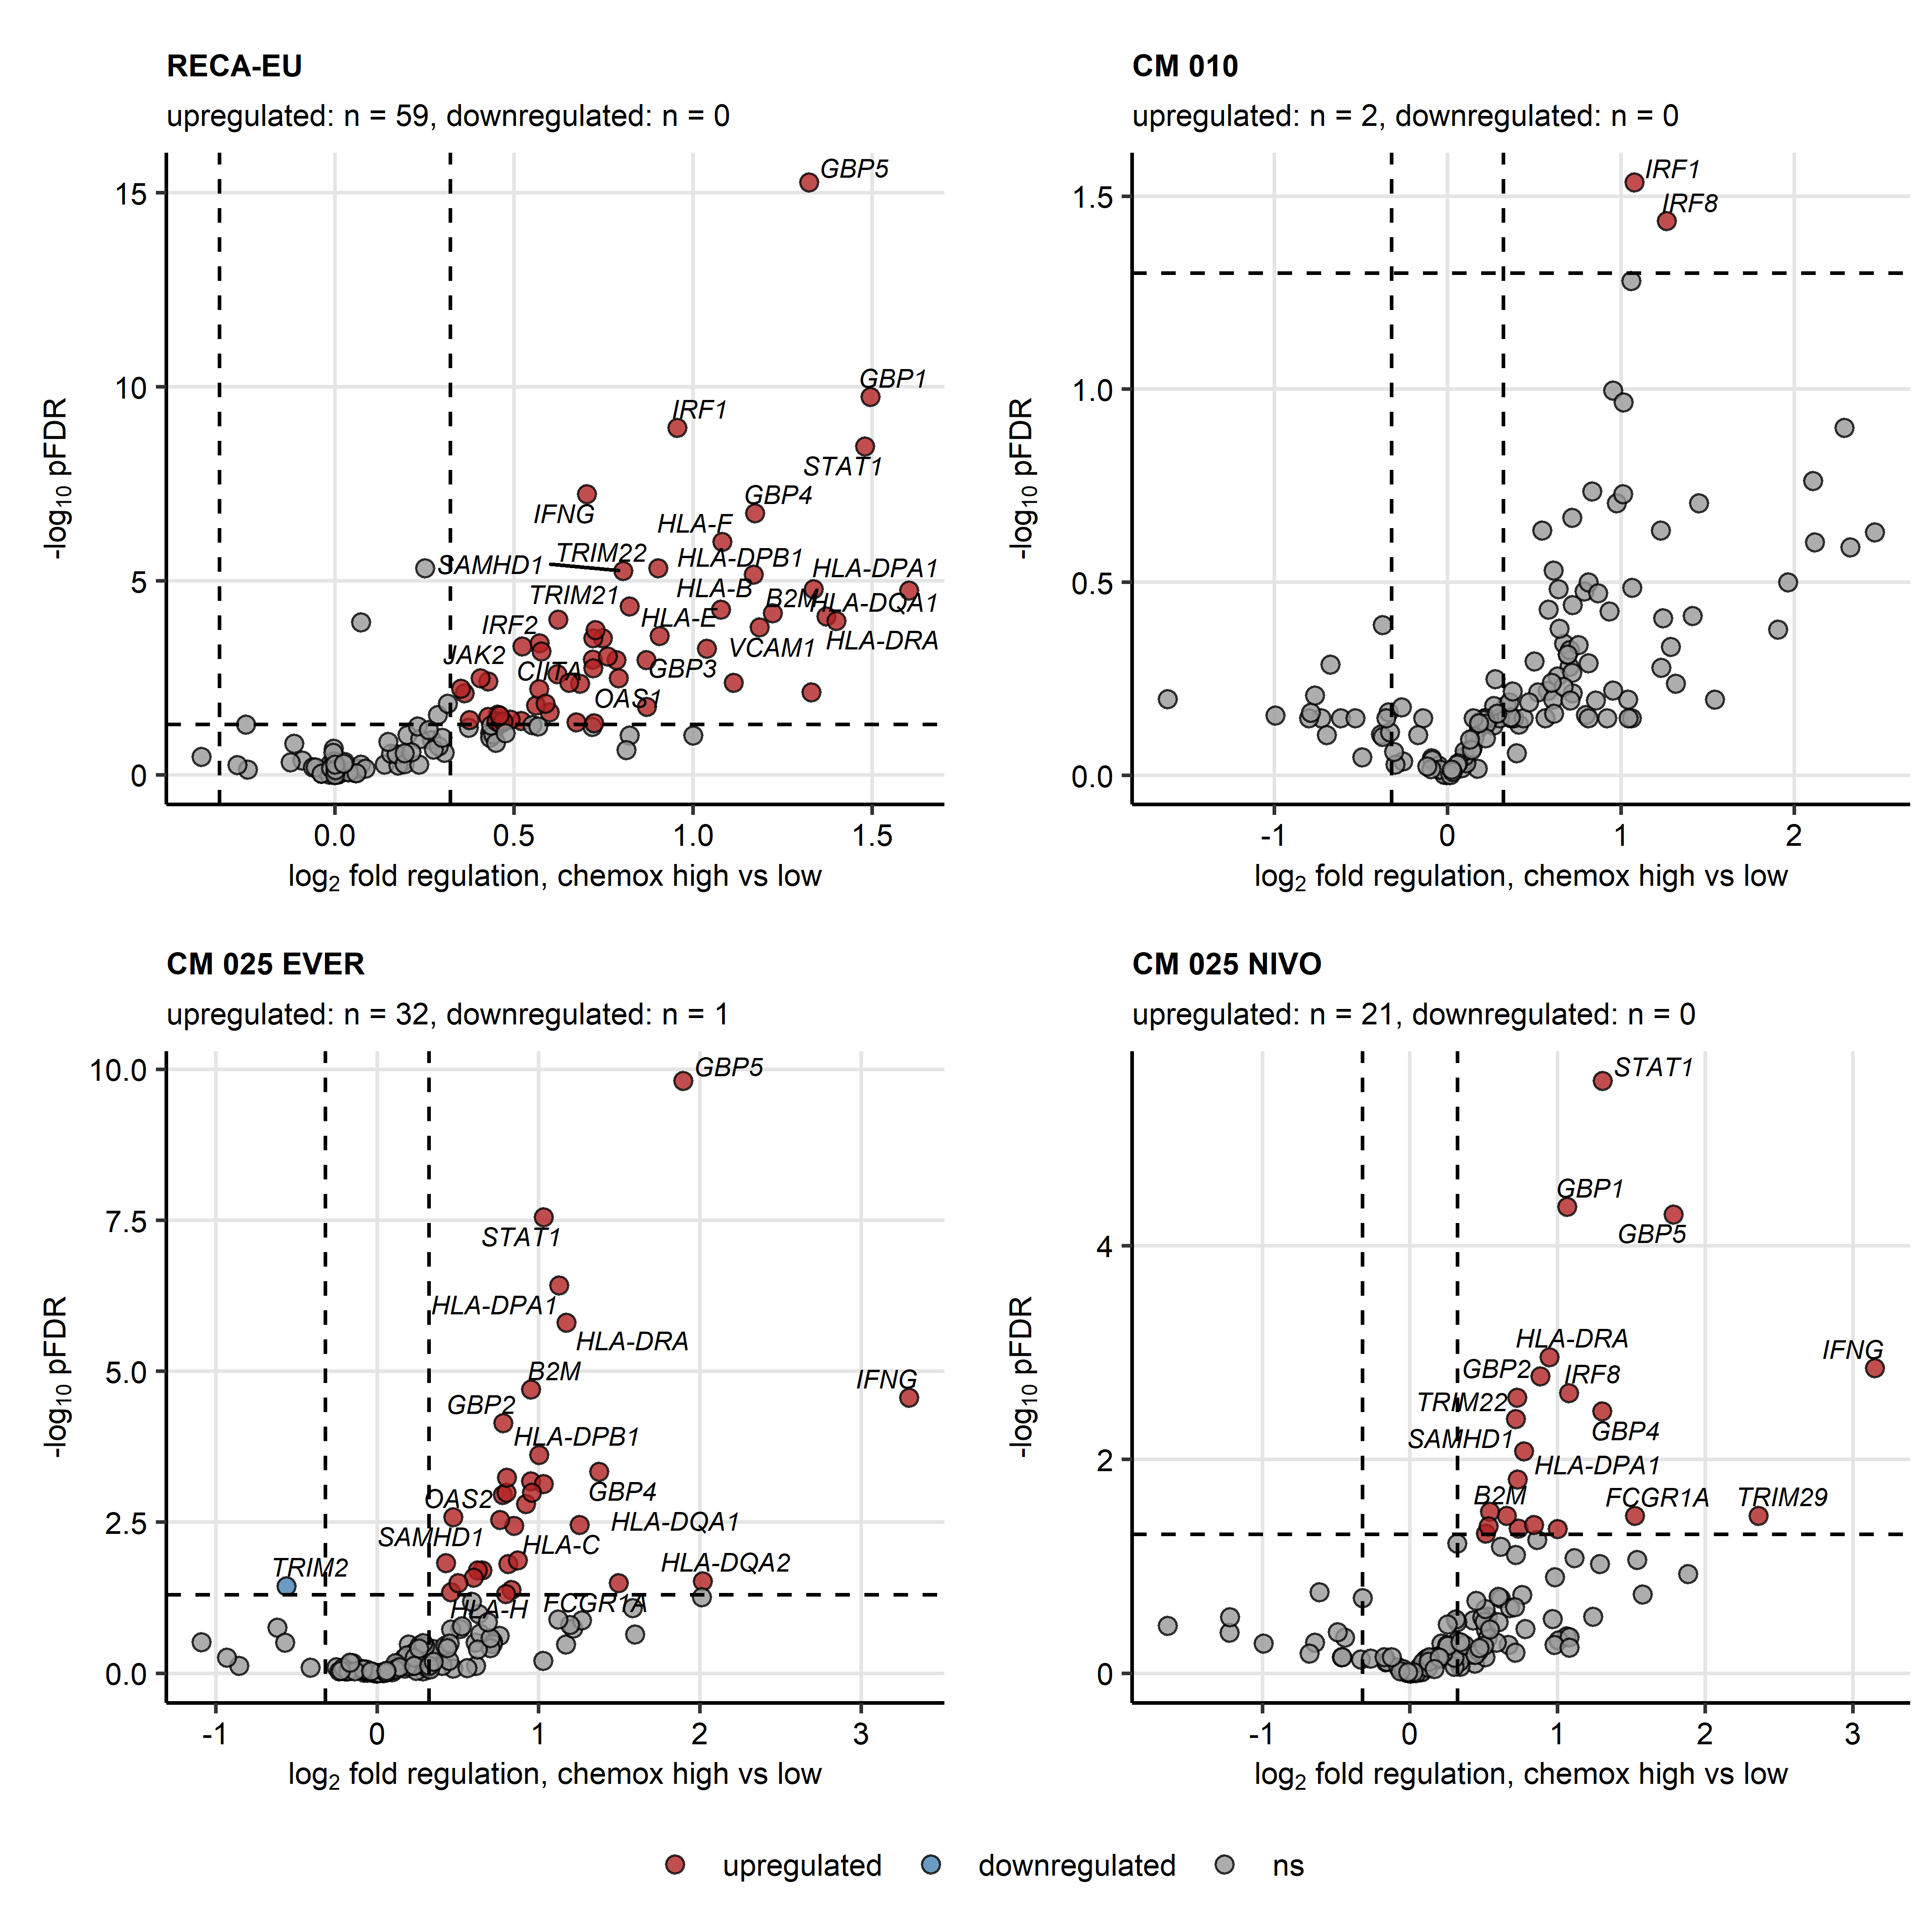 RECA-EU
upregulated: n = 59, downregulated: n = 0
-log10 pFDR
15
10
5
0
GBP5
GBP1
IRF1
STAT1
GBP4
IFNG
HLA-F
TRIM22
SAMHD1
HLA-DPB1
HLA-DPA1
TRIM21
HLA-B
B2M
HLA-DQA1
IRF2
HLA-E
VCAM1
HLA-DRA
JAK2
CIITA
GBP3
OAS1
0.0
0.5
1.0
1.5
log2 fold regulation, chemox high vs low
CM 010
upregulated: n = 2, downregulated: n = 0
-log10 pFDR
1.5
1.0
0.5
0.0
IRF1
IRF8
-1
0
1
2
log2 fold regulation, chemox high vs low
CM 025 EVER
upregulated: n = 32, downregulated: n = 1
-log10 pFDR
10.0
7.5
5.0
2.5
0.0
GBP5
STAT1
HLA-DPA1
HLA-DRA
B2M
IFNG
GBP2
HLA-DPB1
OAS2
GBP4
SAMHD1
HLA-DQA1
HLA-C
TRIM2
HLA-DQA2
HLA-H
FCGR1A
-1
0
1
2
3
log2 fold regulation, chemox high vs low
CM 025 NIVO
upregulated: n = 21, downregulated: n = 0
-log10 pFDR
4
2
0
STAT1
GBP1
GBP5
HLA-DRA
IFNG
GBP2
IRF8
TRIM22
GBP4
SAMHD1
HLA-DPA1
B2M
FCGR1A
TRIM29
-1
0
1
2
3
log2 fold regulation, chemox high vs low
upregulated
downregulated
ns